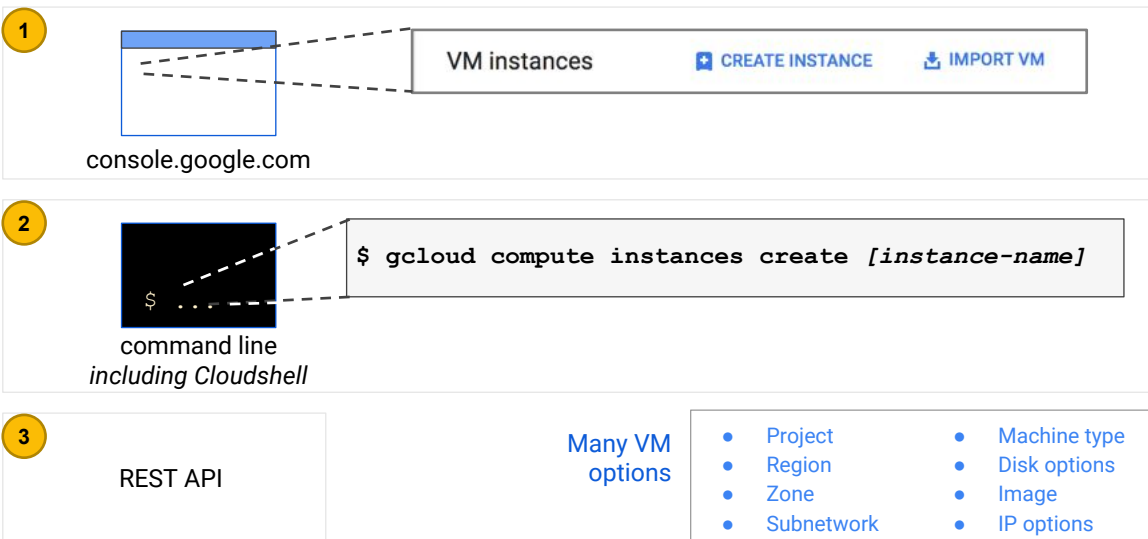 1
VM instances
CREATE INSTANCE
IMPORT VM
console.google.com
2
$ gcloud compute instances create [instance-name]
$ ...
command line
including Cloudshell
3
REST API
Many VM
options
● Project
● Region
● Zone
● Subnetwork
● Machine type
● Disk options
● Image
● IP options